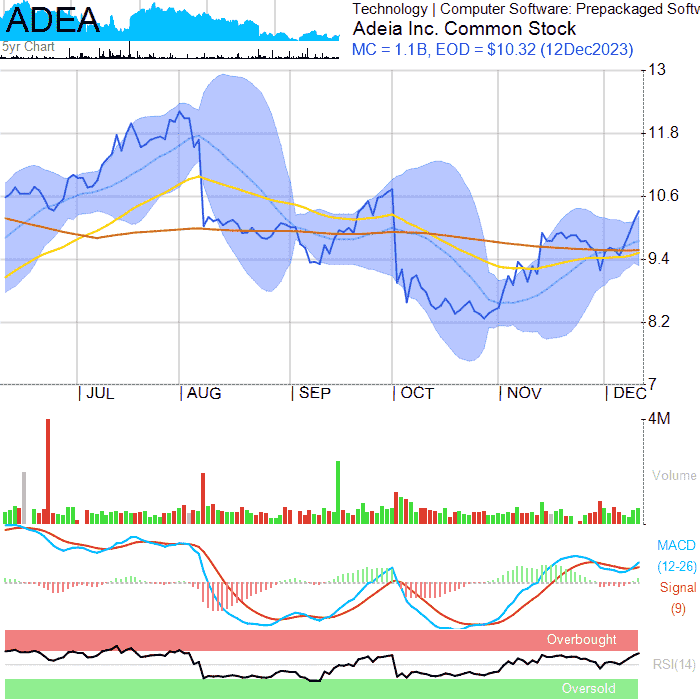 ADEA
5yr Chart
Technology | Computer Software: Prepackaged Softw
Adeia Inc. Common Stock
MC = 1.1B, EOD = $10.32 (12Dec2023)
13
11.8
10.6
9.4
8.2
7
| JUL | AUG | SEP | OCT | NOV | DEC
4M
Volume
MACD
(12-26)
Signal
(9)
Overbought
RSI(14)
Oversold